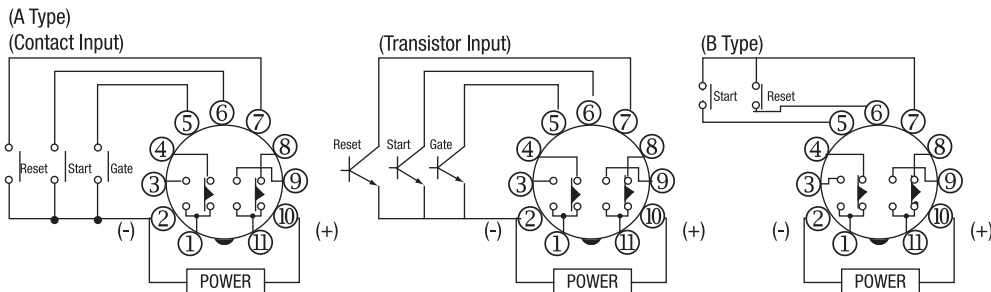 (A Type)
(Contact Input)
Reset
Start
Gate
5
6
7
4
8
3
9
2
10
(-)
1
11
(+)
POWER
(Transistor Input)
Reset
Start
Gate
5
6
7
4
8
3
9
2
10
(-)
1
11
(+)
POWER
(B Type)
Start
Reset
5
6
7
4
8
3
9
2
10
(-)
1
11
(+)
POWER